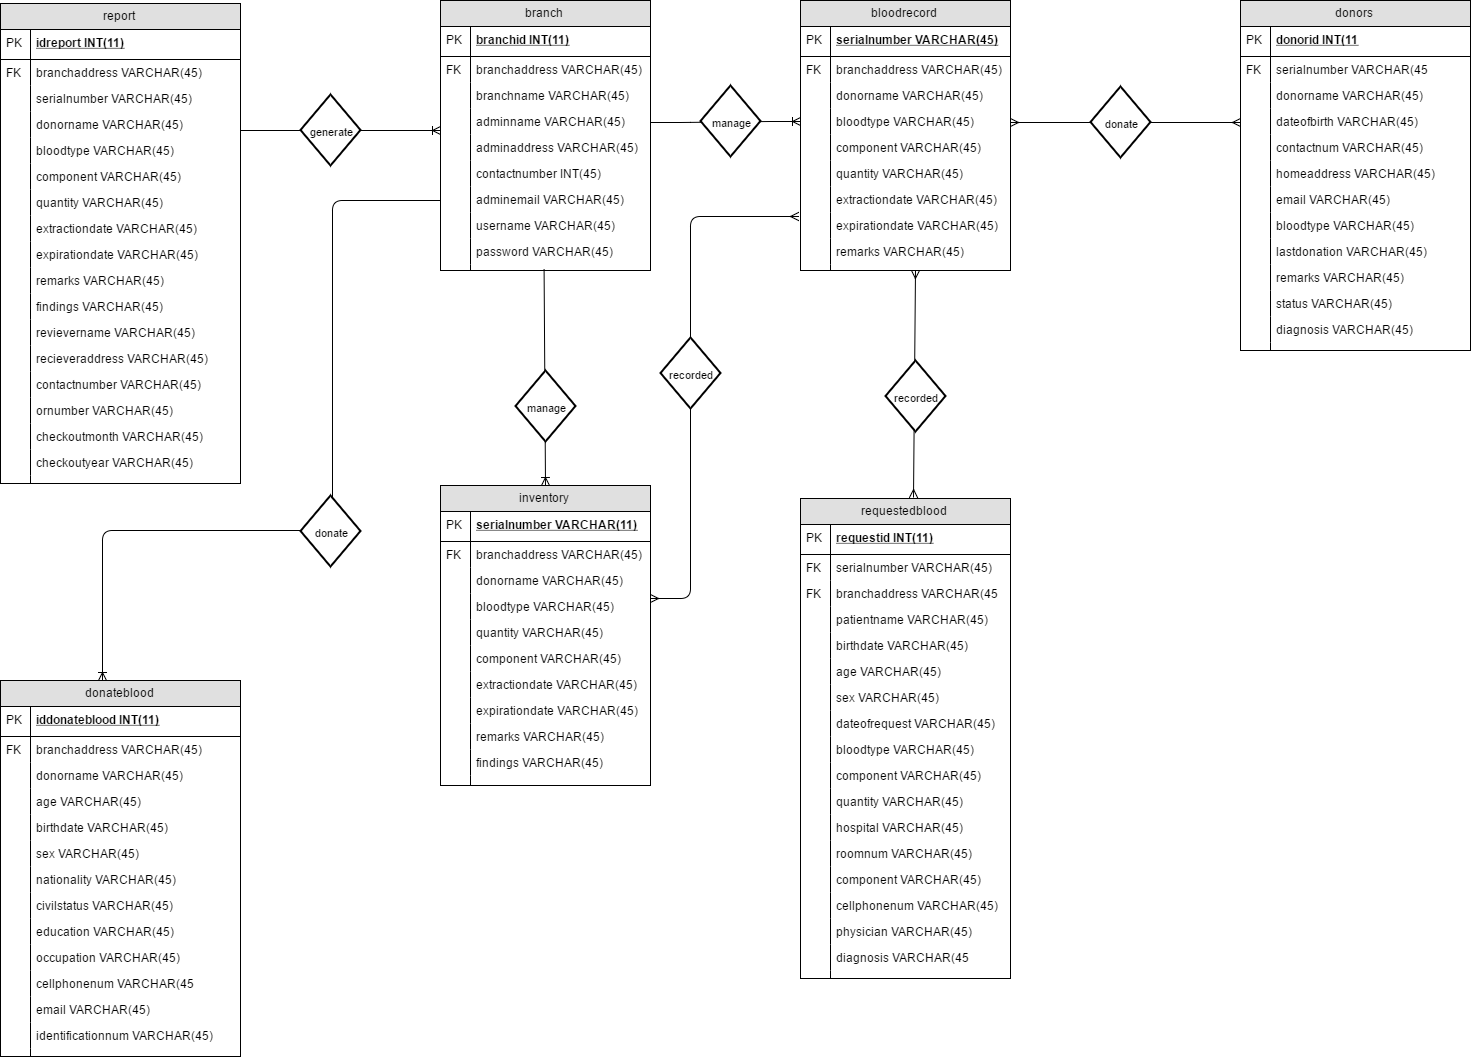 report
PK idreport INT(11)
FK branchaddress VARCHAR(45)
serialnumber VARCHAR(45)
donorname VARCHAR(45)
bloodtype VARCHAR(45)
component VARCHAR(45)
quantity VARCHAR(45)
extractiondate VARCHAR(45)
expirationdate VARCHAR(45)
remarks VARCHAR(45)
findings VARCHAR(45)
revievername VARCHAR(45)
recieveraddress VARCHAR(45)
contactnumber VARCHAR(45)
ornumber VARCHAR(45)
checkoutmonth VARCHAR(45)
checkoutyear VARCHAR(45)
generate
branch
PK branchid INT(11)
FK branchaddress VARCHAR(45)
branchname VARCHAR(45)
adminname VARCHAR(45)
adminaddress VARCHAR(45)
contactnumber INT(45)
adminemail VARCHAR(45)
username VARCHAR(45)
password VARCHAR(45)
manage
bloodrecord
PK serialnumber VARCHAR(45)
FK branchaddress VARCHAR(45)
donorname VARCHAR(45)
bloodtype VARCHAR(45)
component VARCHAR(45)
quantity VARCHAR(45)
extractiondate VARCHAR(45)
expirationdate VARCHAR(45)
remarks VARCHAR(45)
donate
donors
PK donorid INT(11
FK serialnumber VARCHAR(45
donorname VARCHAR(45)
dateofbirth VARCHAR(45)
contactnum VARCHAR(45)
homeaddress VARCHAR(45)
email VARCHAR(45)
bloodtype VARCHAR(45)
lastdonation VARCHAR(45)
remarks VARCHAR(45)
status VARCHAR(45)
diagnosis VARCHAR(45)
manage
recorded
recorded
donate
inventory
PK serialnumber VARCHAR(11)
FK branchaddress VARCHAR(45)
donorname VARCHAR(45)
bloodtype VARCHAR(45)
quantity VARCHAR(45)
component VARCHAR(45)
extractiondate VARCHAR(45)
expirationdate VARCHAR(45)
remarks VARCHAR(45)
findings VARCHAR(45)
requestedblood
PK requestid INT(11)
FK serialnumber VARCHAR(45)
FK branchaddress VARCHAR(45
patientname VARCHAR(45)
birthdate VARCHAR(45)
age VARCHAR(45)
sex VARCHAR(45)
dateofrequest VARCHAR(45)
bloodtype VARCHAR(45)
component VARCHAR(45)
quantity VARCHAR(45)
hospital VARCHAR(45)
roomnum VARCHAR(45)
component VARCHAR(45)
cellphonenum VARCHAR(45)
physician VARCHAR(45)
diagnosis VARCHAR(45
donateblood
PK iddonateblood INT(11)
FK branchaddress VARCHAR(45)
donorname VARCHAR(45)
age VARCHAR(45)
birthdate VARCHAR(45)
sex VARCHAR(45)
nationality VARCHAR(45)
civilstatus VARCHAR(45)
education VARCHAR(45)
occupation VARCHAR(45)
cellphonenum VARCHAR(45
email VARCHAR(45)
identificationnum VARCHAR(45)